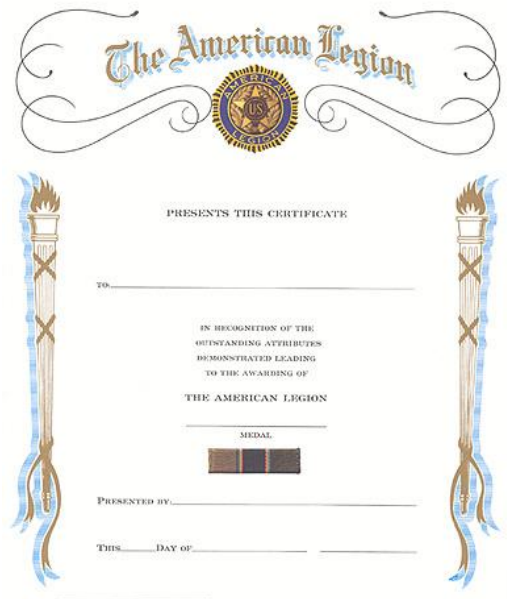 The American Legion
AMERICAN
US
LEGION
PRESENTS THIS CERTIFICATE
TO:
IN RECOGNITION OF THE
OUTSTANDING ATTRIBUTES
DEMONSTRATED LEADING
TO THE AWARDING OF
THE AMERICAN LEGION
MEDAL
PRESENTED BY:
THIS DAY OF